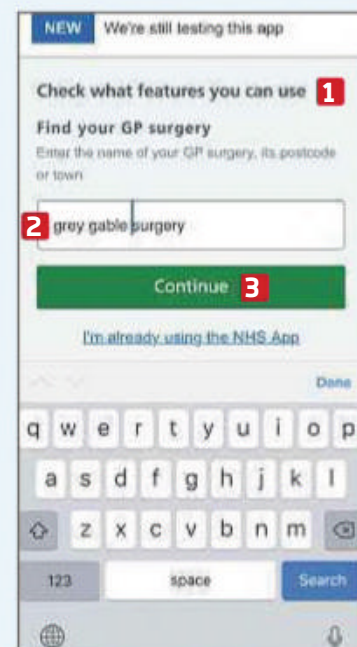 NEW We're still testing this app
Check what features you can use 1
Find your GP surgery
Enter the name of your GP surgery, its postcode
or town
2 grey gable surgery
Continue 3
I'm already using the NHS App
Done
q w e r t y u i o p
a s d f g h j k l
z x c v b n m
123 space Search